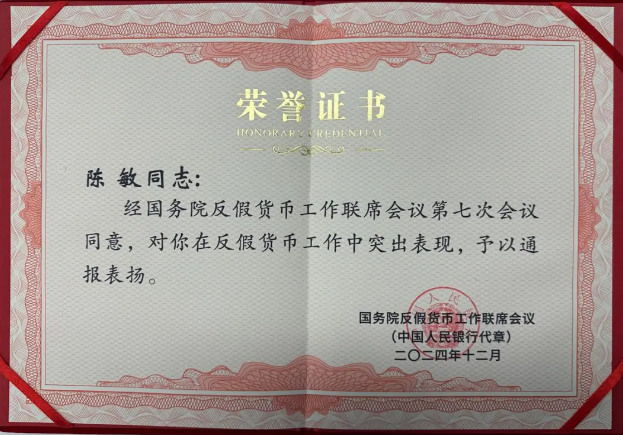 荣誉证书
HONORARY CREDENTIAL
陈敏同志：
经国务院反假货币工作联席会议第七次会议
同意，对你在反假货币工作中突出表现，予以通
报表扬。
国务院反假货币工作联席会议
（中国人民银行代章）
二〇二四年十二月